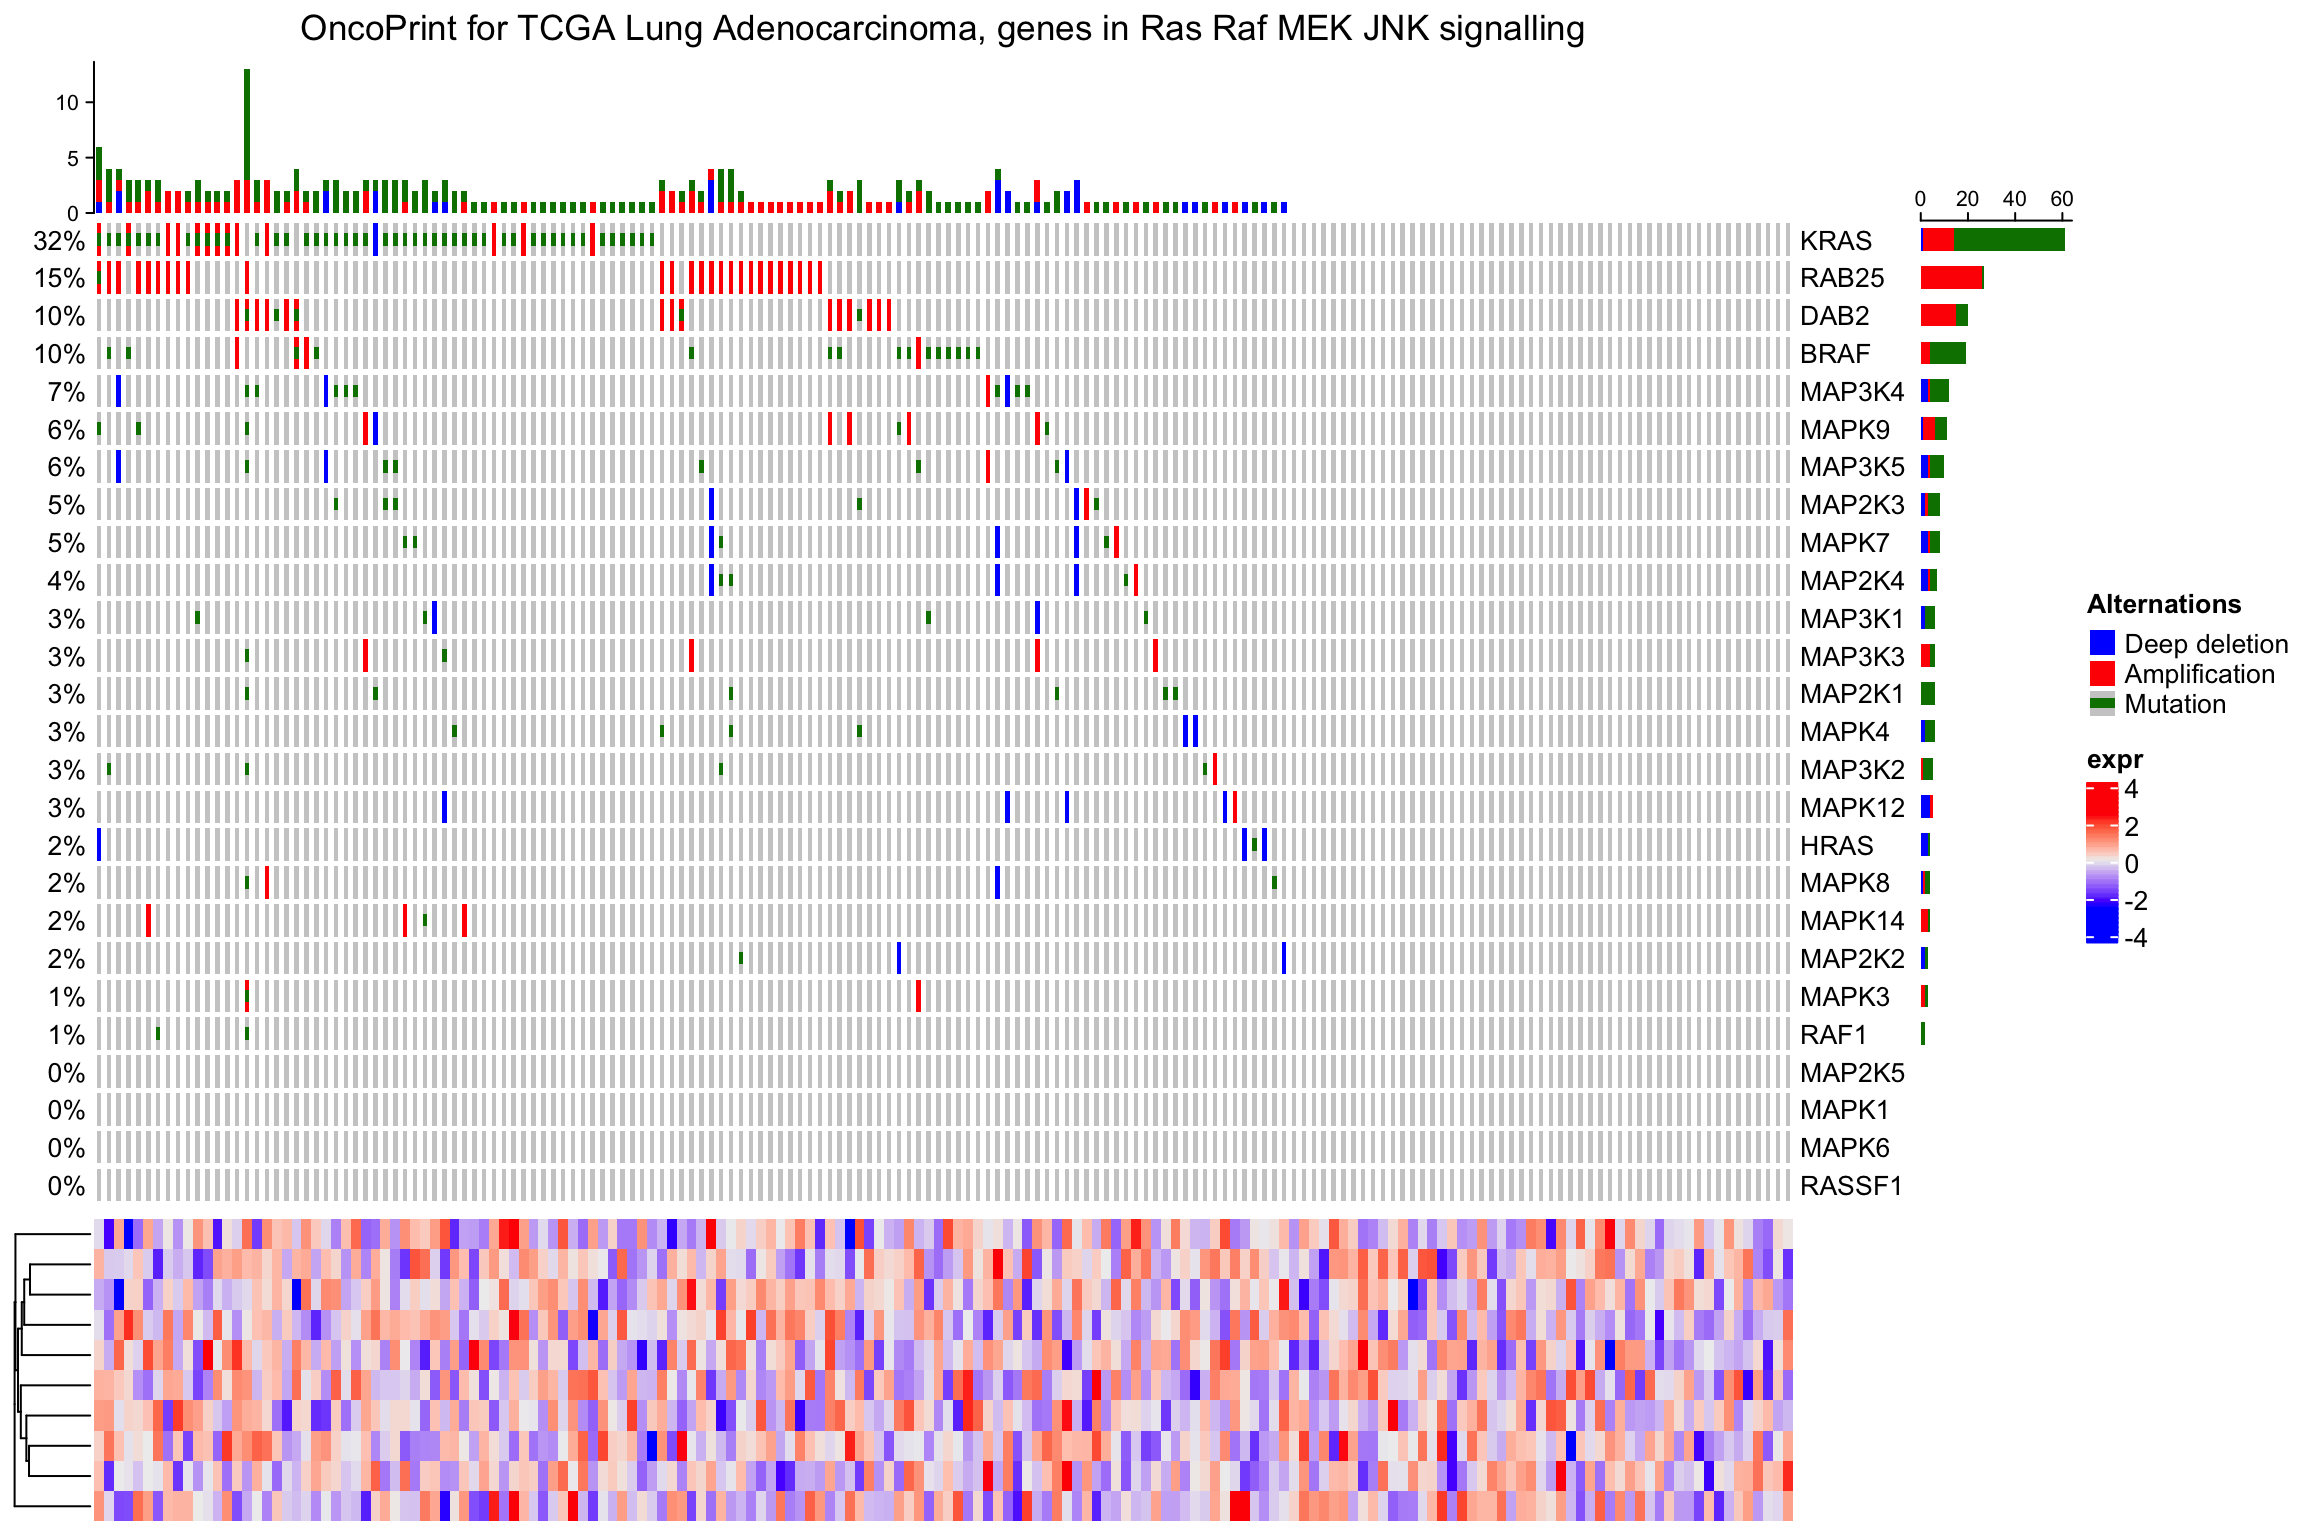 OncoPrint for TCGA Lung Adenocarcinoma, genes in Ras Raf MEK JNK signalling
10
5
0
0 20 40 60
32% KRAS
15% RAB25
10% DAB2
10% BRAF
7% MAP3K4
6% MAPK9
6% MAP3K5
5% MAP2K3
5% MAPK7
4% MAP2K4
3% MAP3K1
3% MAP3K3
3% MAP2K1
3% MAPK4
3% MAP3K2
3% MAPK12
2% HRAS
2% MAPK8
2% MAPK14
2% MAP2K2
1% MAPK3
1% RAF1
0% MAP2K5
0% MAPK1
0% MAPK6
0% RASSF1
Alternations
Deep deletion
Amplification
Mutation
expr
4
2
0
-2
-4